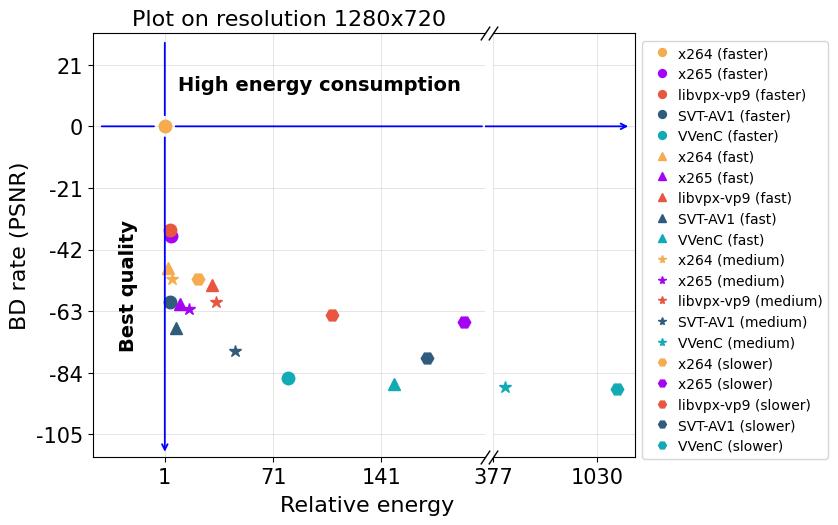 Plot on resolution 1280x720
BD rate (PSNR)
21
0
-21
-42
-63
-84
-105
High energy consumption
Best quality
1
71
141
377
1030
Relative energy
x264 (faster)
x265 (faster)
libvpx-vp9 (faster)
SVT-AV1 (faster)
VVenC (faster)
x264 (fast)
x265 (fast)
libvpx-vp9 (fast)
SVT-AV1 (fast)
VVenC (fast)
x264 (medium)
x265 (medium)
libvpx-vp9 (medium)
SVT-AV1 (medium)
VVenC (medium)
x264 (slower)
x265 (slower)
libvpx-vp9 (slower)
SVT-AV1 (slower)
VVenC (slower)